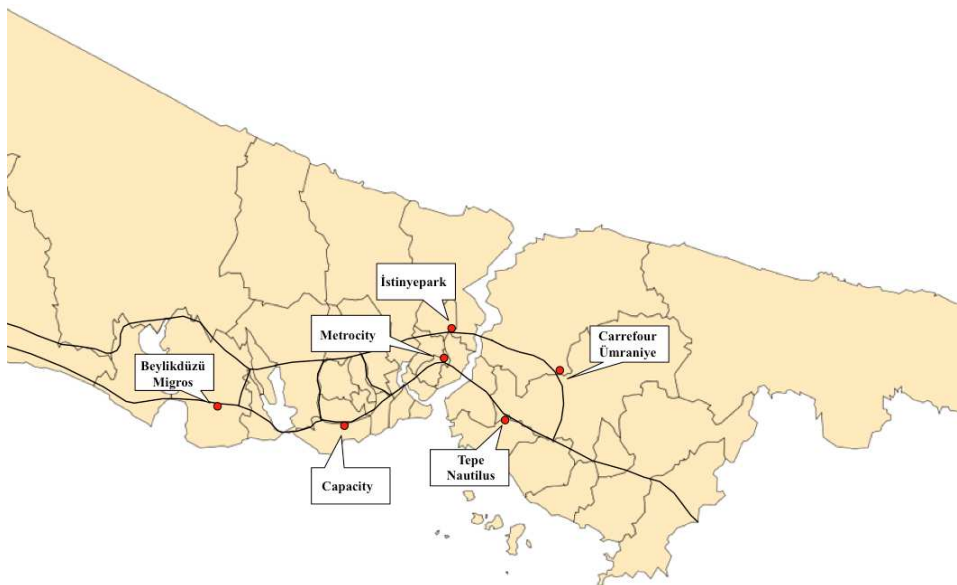 İstinyepark
Metrocity
Carrefour
Ümraniye
Beylikdüzü
Migros
Tepe
Nautilus
Capacity